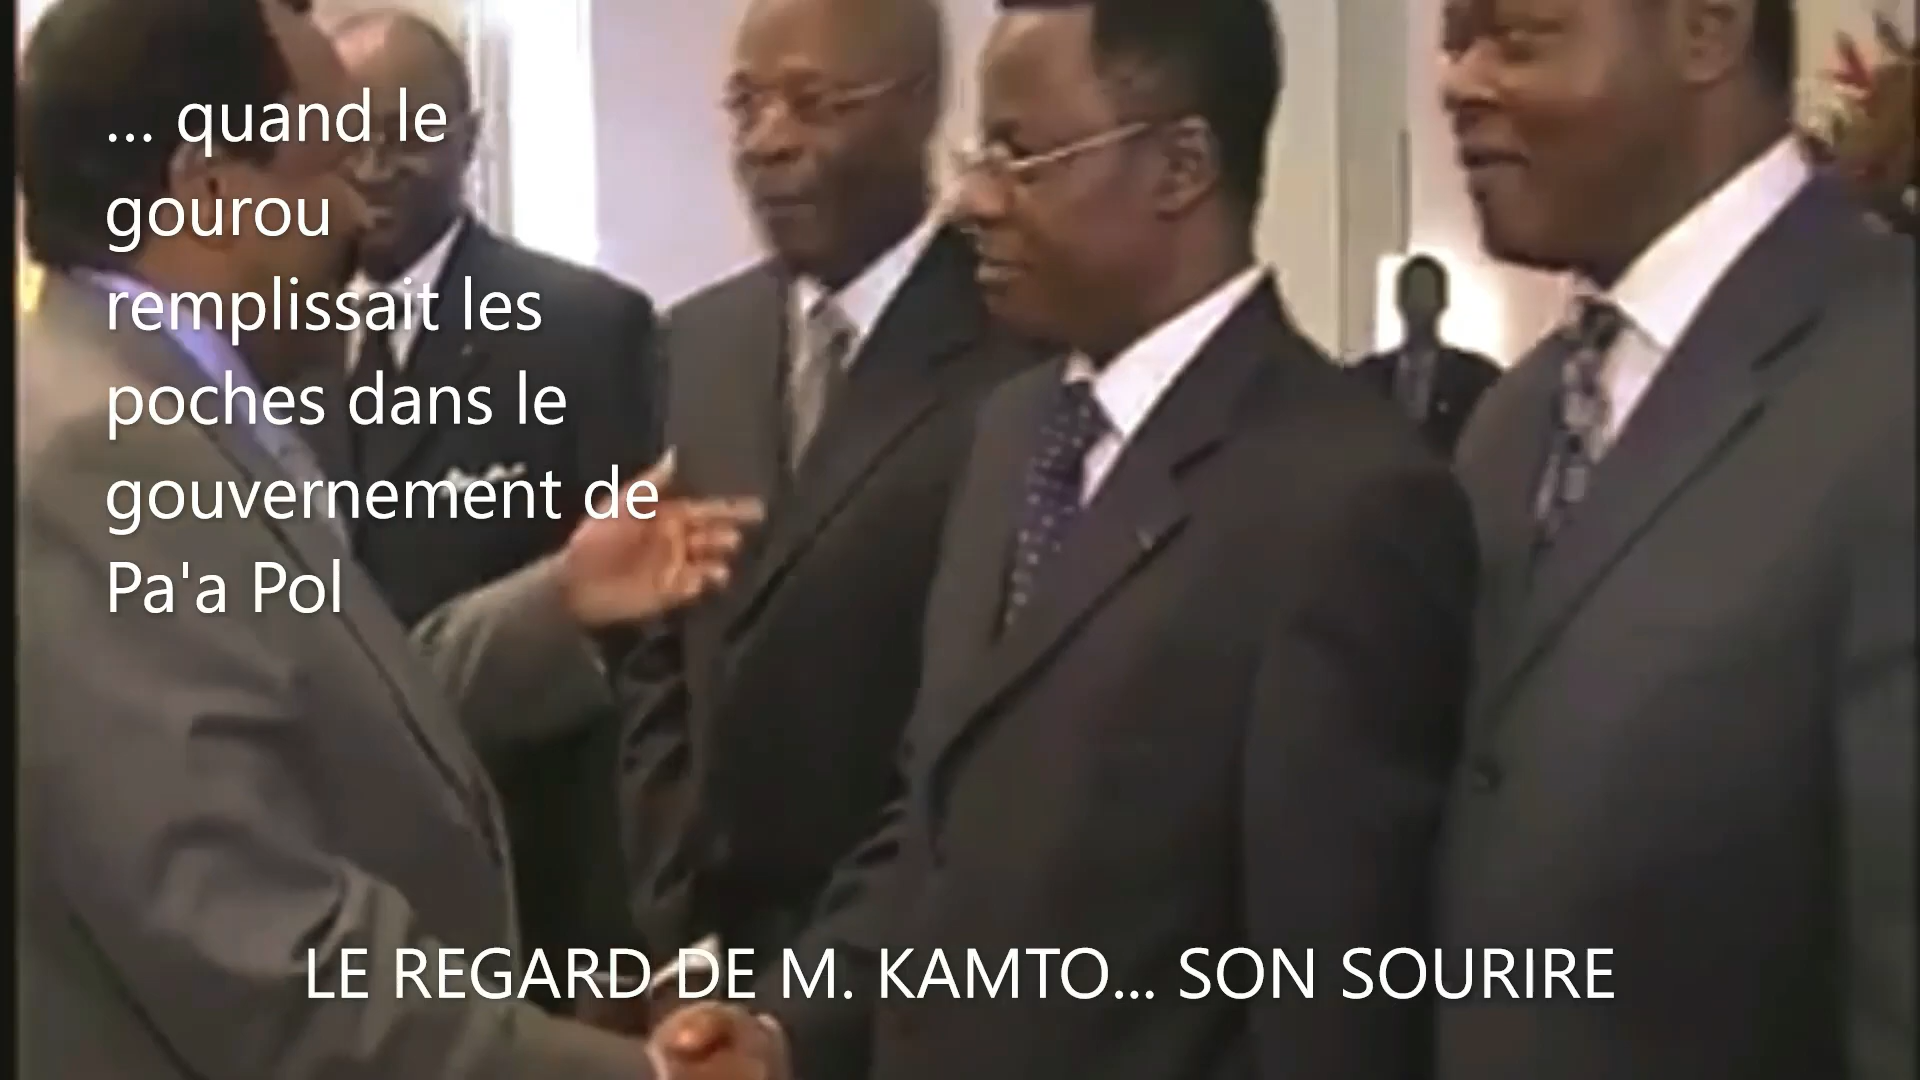 ... quand le
gourou
remplissait les
poches dans le
gouvernement de
Pa'a Pol
LE REGARD DE M. KAMTO... SON SOURIRE